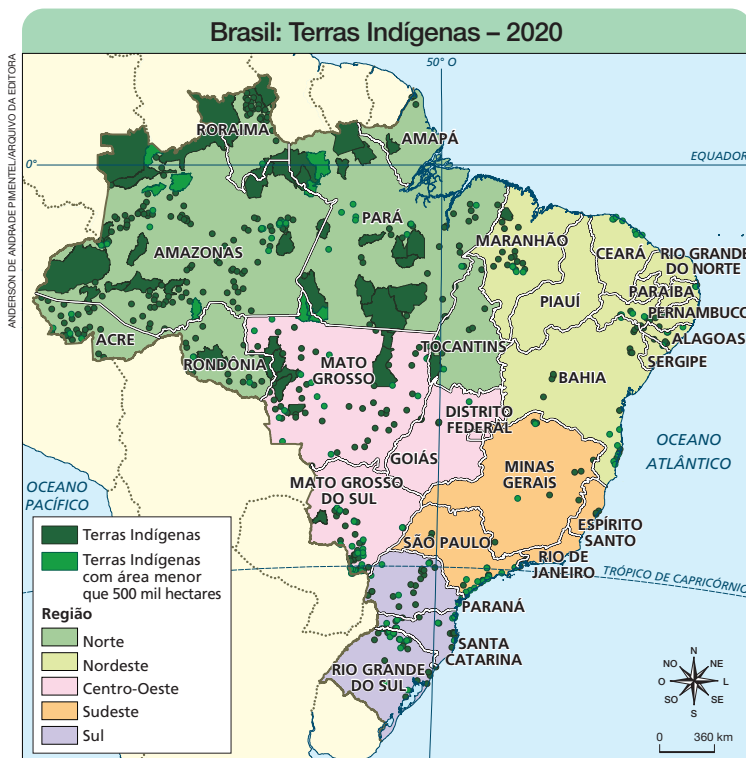 Brasil: Terras Indígenas – 2020
ANDERSON DE ANDRADE PIMENTEL/ARQUIVO DA EDITORA
50° O
RORAIMA
AMAPÁ
0°
EQUADOR
AMAZONAS
PARÁ
MARANHÃO
CEARÁ
RIO GRANDE
DO NORTE
PARAÍBA
PIAUÍ
PERNAMBUCO
ACRE
ALAGOAS
SERGIPE
RONDÔNIA
TOCANTINS
MATO
GROSSO
BAHIA
DISTRITO
FEDERAL
GOIÁS
MINAS
GERAIS
OCEANO
ATLÂNTICO
OCEANO
PACÍFICO
MATO GROSSO
DO SUL
ESPÍRITO
SANTO
SÃO PAULO
RIO DE
JANEIRO
TRÓPICO DE CAPRICÓRNIO
PARANÁ
SANTA
CATARINA
RIO GRANDE
DO SUL
Terras Indígenas
Terras Indígenas
com área menor
que 500 mil hectares
Região
Norte
Nordeste
Centro-Oeste
Sudeste
Sul
N
NO
NE
O
L
SO
SE
S
0 360 km